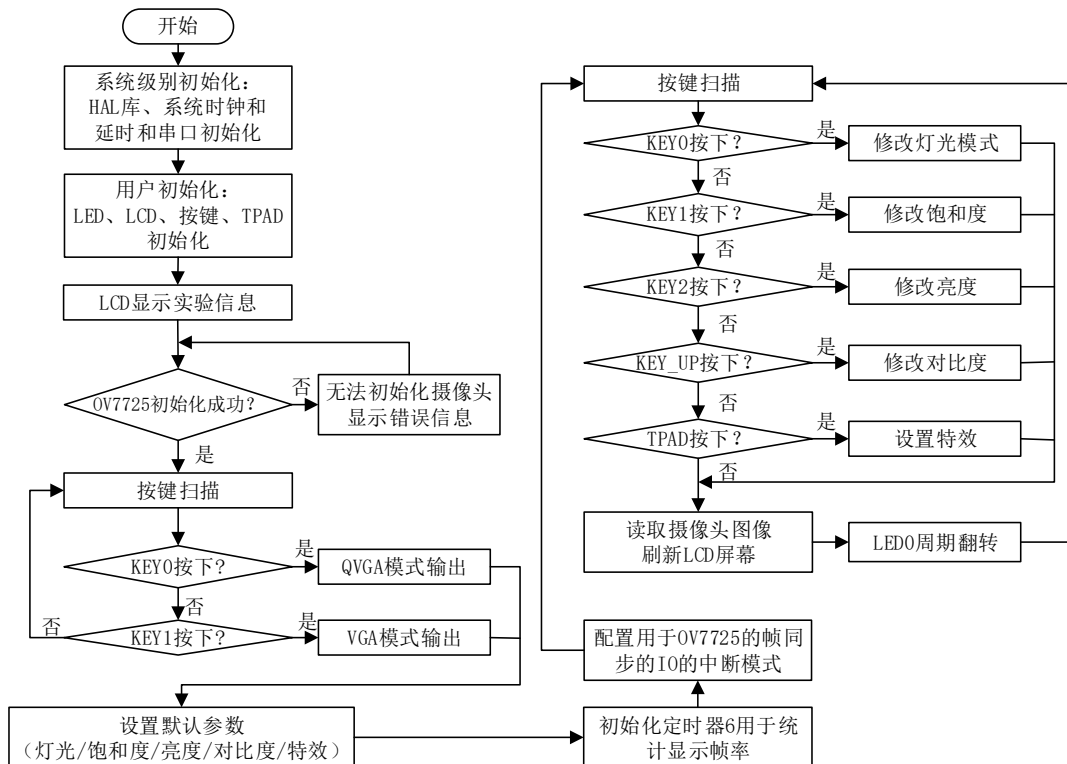 开始
系统级别初始化：
HAL库、系统时钟和
延时和串口初始化
用户初始化：
LED、LCD、按键、TPAD
初始化
LCD显示实验信息
OV7725初始化成功？
否
无法初始化摄像头
显示错误信息
是
按键扫描
KEY0按下？
是
QVGA模式输出
否
否
KEY1按下？
是
VGA模式输出
设置默认参数
（灯光/饱和度/亮度/对比度/特效）
初始化定时器6用于统
计显示帧率
配置用于OV7725的帧同
步的IO的中断模式
按键扫描
KEY0按下？
是
修改灯光模式
否
KEY1按下？
是
修改饱和度
否
KEY2按下？
是
修改亮度
否
KEY_UP按下？
是
修改对比度
否
TPAD按下？
是
设置特效
否
读取摄像头图像
刷新LCD屏幕
LED0周期翻转